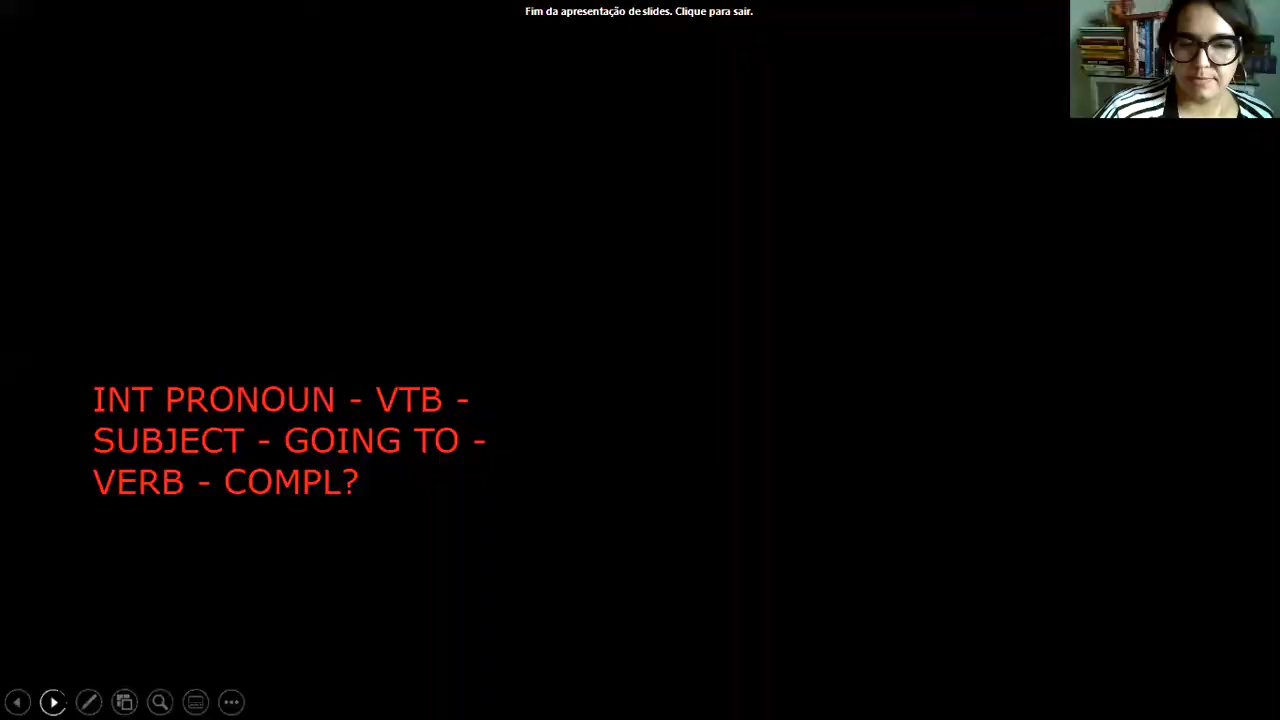 Fim da apresentação de slides. Clique para sair.
INT PRONOUN - VTB -
SUBJECT - GOING TO -
VERB - COMPL?